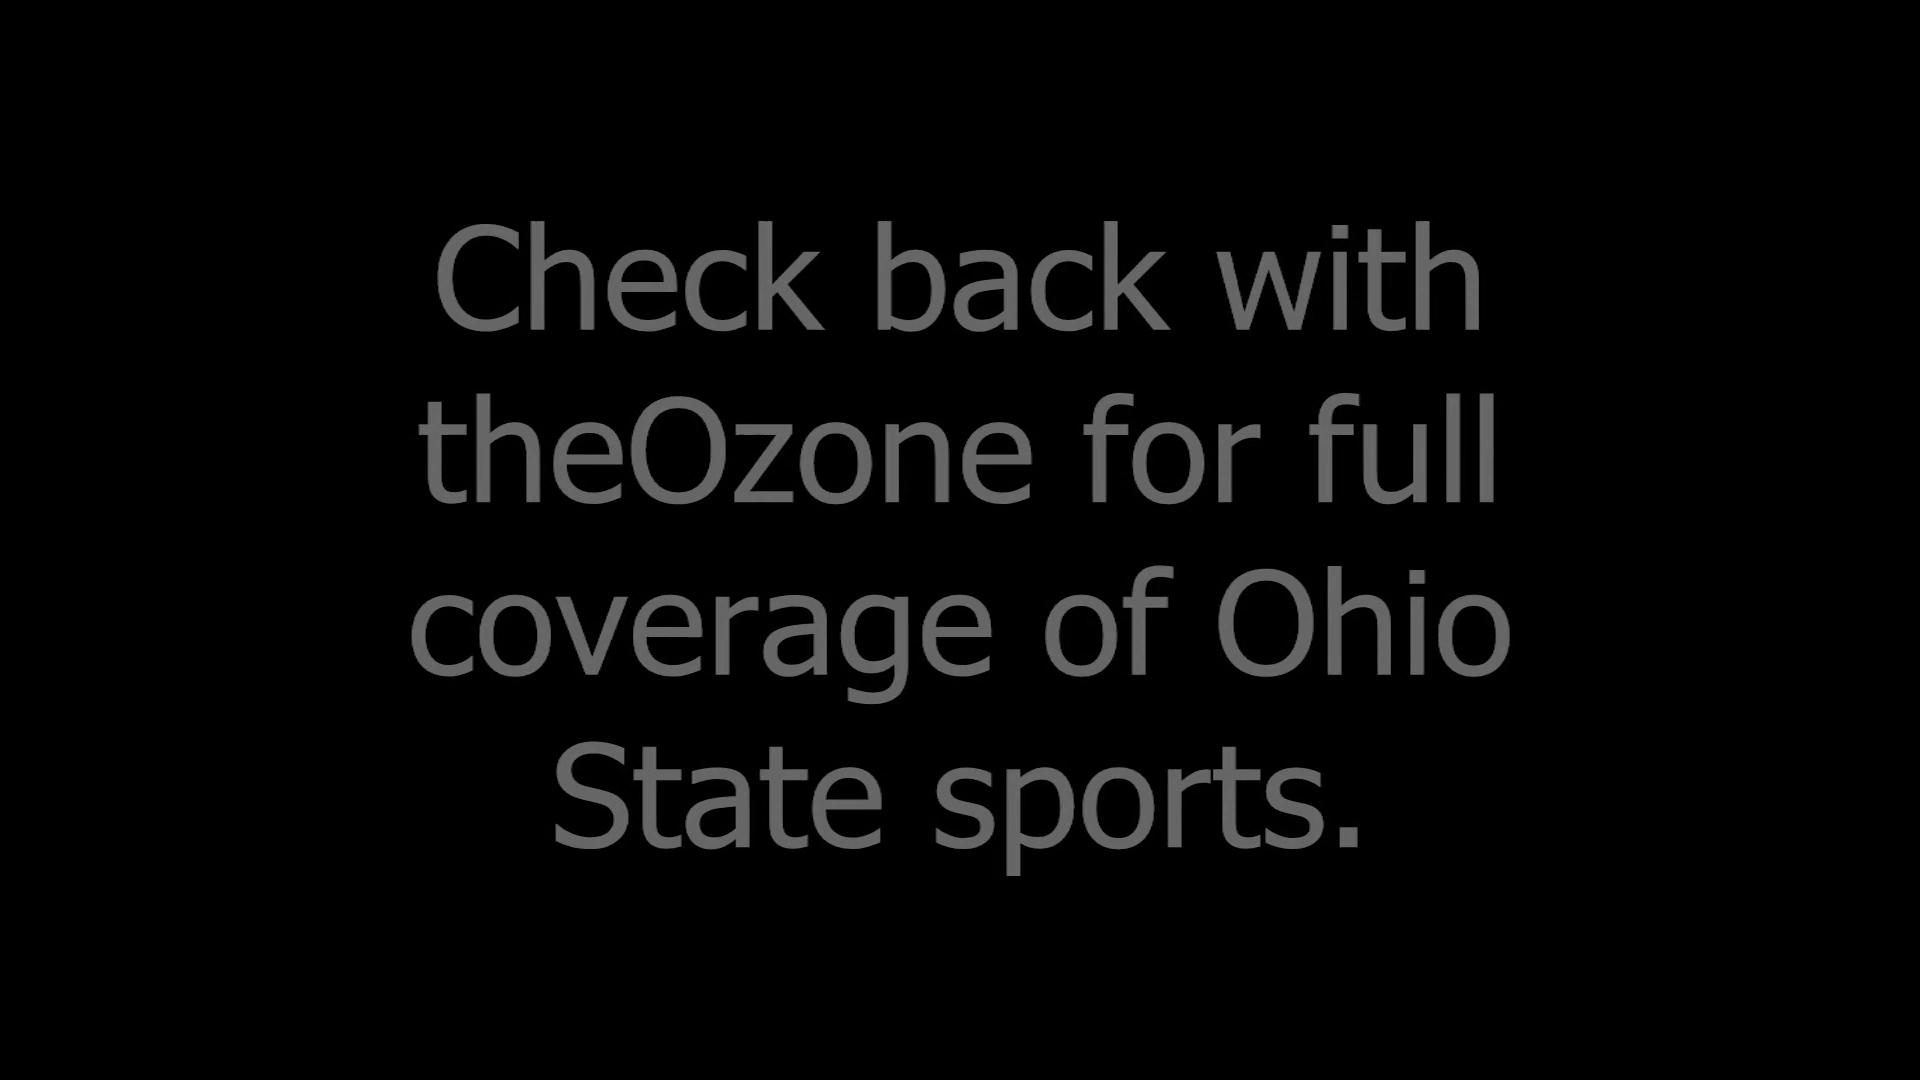 Check back with
theOzone for full
coverage of Ohio
State sports.